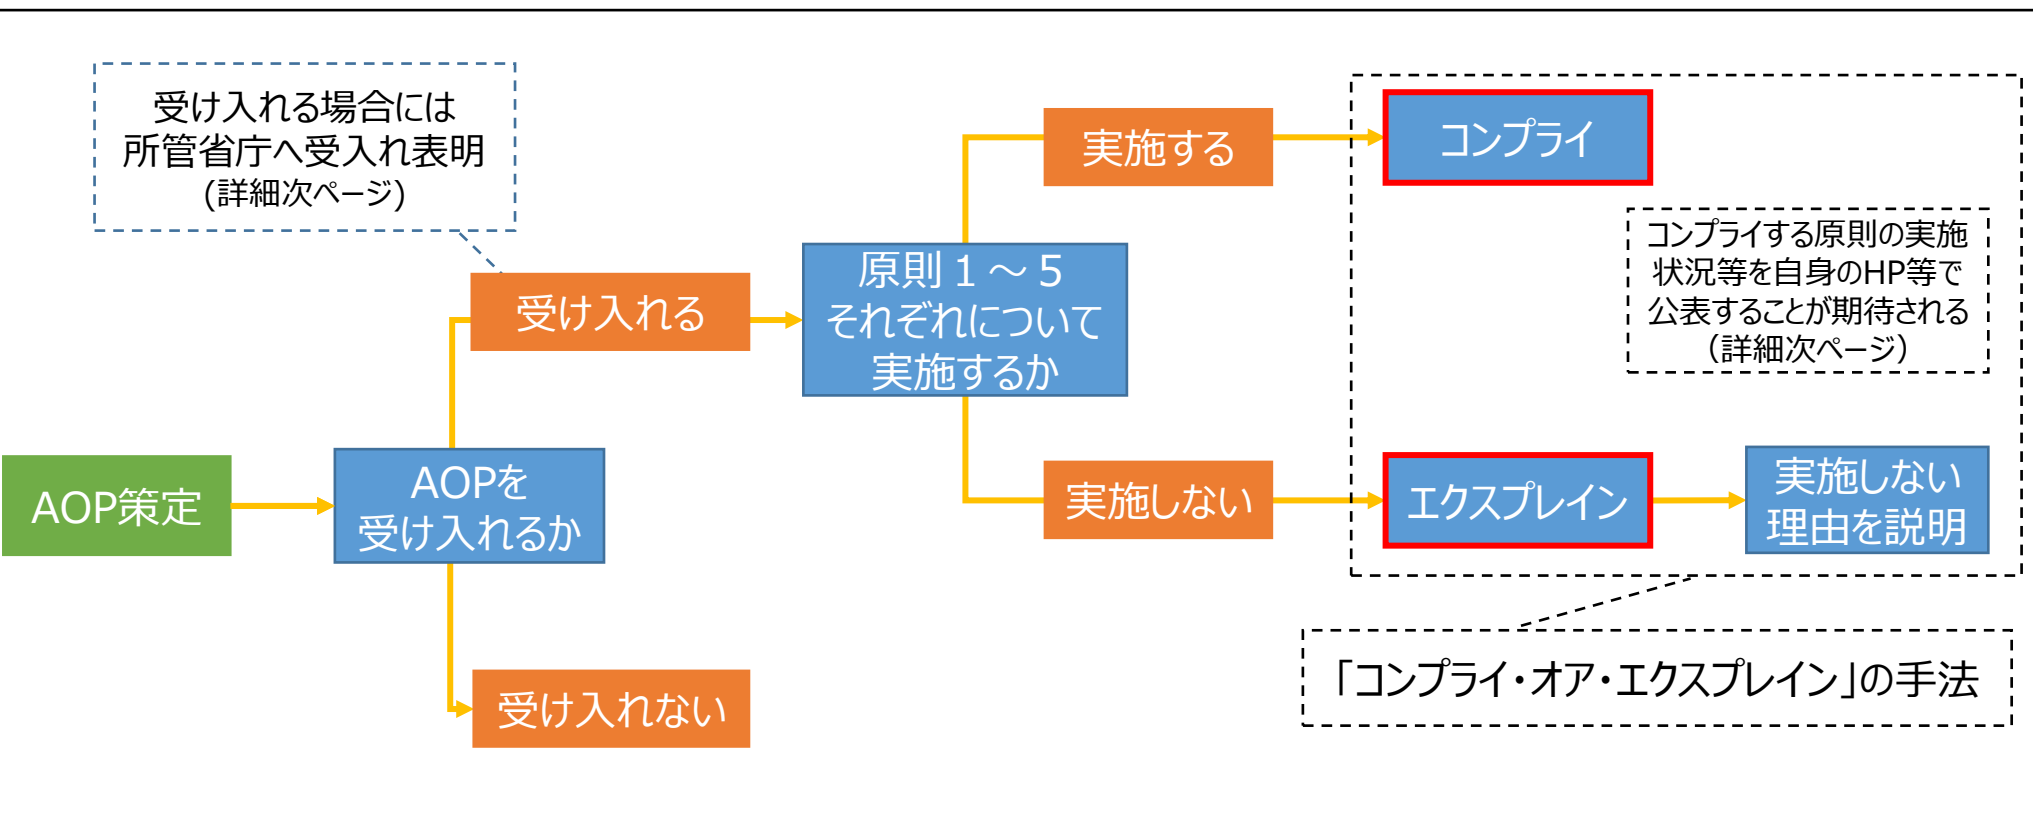 受け入れる場合には
所管省庁へ受入れ表明
(詳細次ページ)
実施する
コンプライ
コンプライする原則の実施
状況等を自身のHP等で
公表することが期待される
（詳細次ページ）
受け入れる
原則１～５
それぞれについて
実施するか
AOP策定
AOPを
受け入れるか
実施しない
エクスプレイン
実施しない
理由を説明
受け入れない
「コンプライ・オア・エクスプレイン」の手法